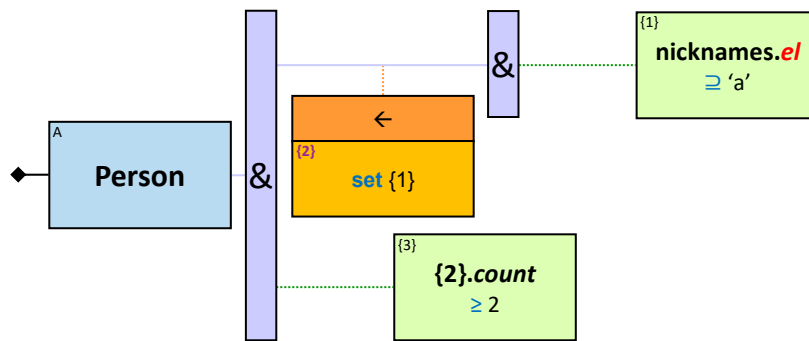 A
Person
&
←
{2}
set {1}
&
{1}
nicknames.el
⊇ ‘a’
{3}
{2}.count
≥ 2